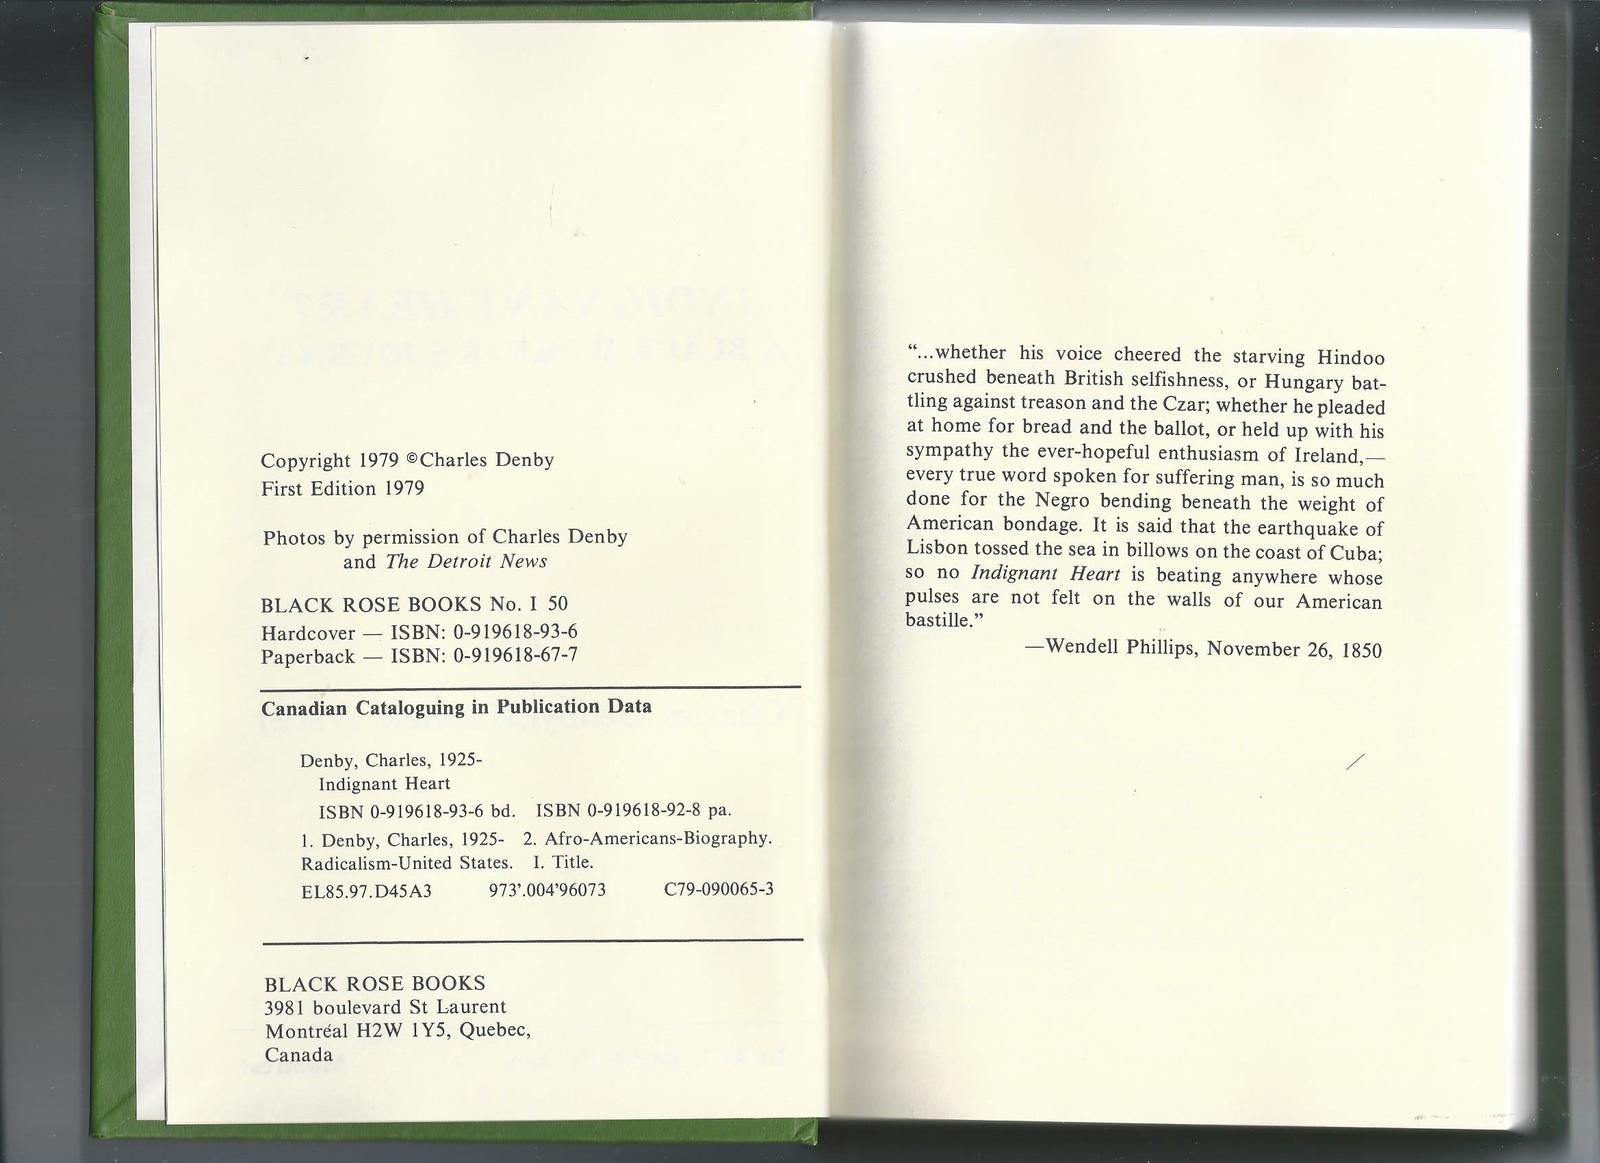 Copyright 1979 ©Charles Denby
First Edition 1979
Photos by permission of Charles Denby
and The Detroit News
BLACK ROSE BOOKS No. I 50
Hardcover — ISBN: 0-919618-93-6
Paperback — ISBN: 0-919618-67-7
Canadian Cataloguing in Publication Data
Denby, Charles, 1925-
Indignant Heart
ISBN 0-919618-93-6 bd. ISBN 0-919618-92-8 pa.
1. Denby, Charles, 1925- 2. Afro-Americans-Biography.
Radicalism-United States. I. Title.
EL85.97.D45A3 973'.004'96073 C79-090065-3
BLACK ROSE BOOKS
3981 boulevard St Laurent
Montréal H2W 1Y5, Quebec,
Canada
“...whether his voice cheered the starving Hindoo
crushed beneath British selfishness, or Hungary bat-
tling against treason and the Czar; whether he pleaded
at home for bread and the ballot, or held up with his
sympathy the ever-hopeful enthusiasm of Ireland,—
every true word spoken for suffering man, is so much
done for the Negro bending beneath the weight of
American bondage. It is said that the earthquake of
Lisbon tossed the sea in billows on the coast of Cuba;
so no Indignant Heart is beating anywhere whose
pulses are not felt on the walls of our American
bastille.”
—Wendell Phillips, November 26, 1850